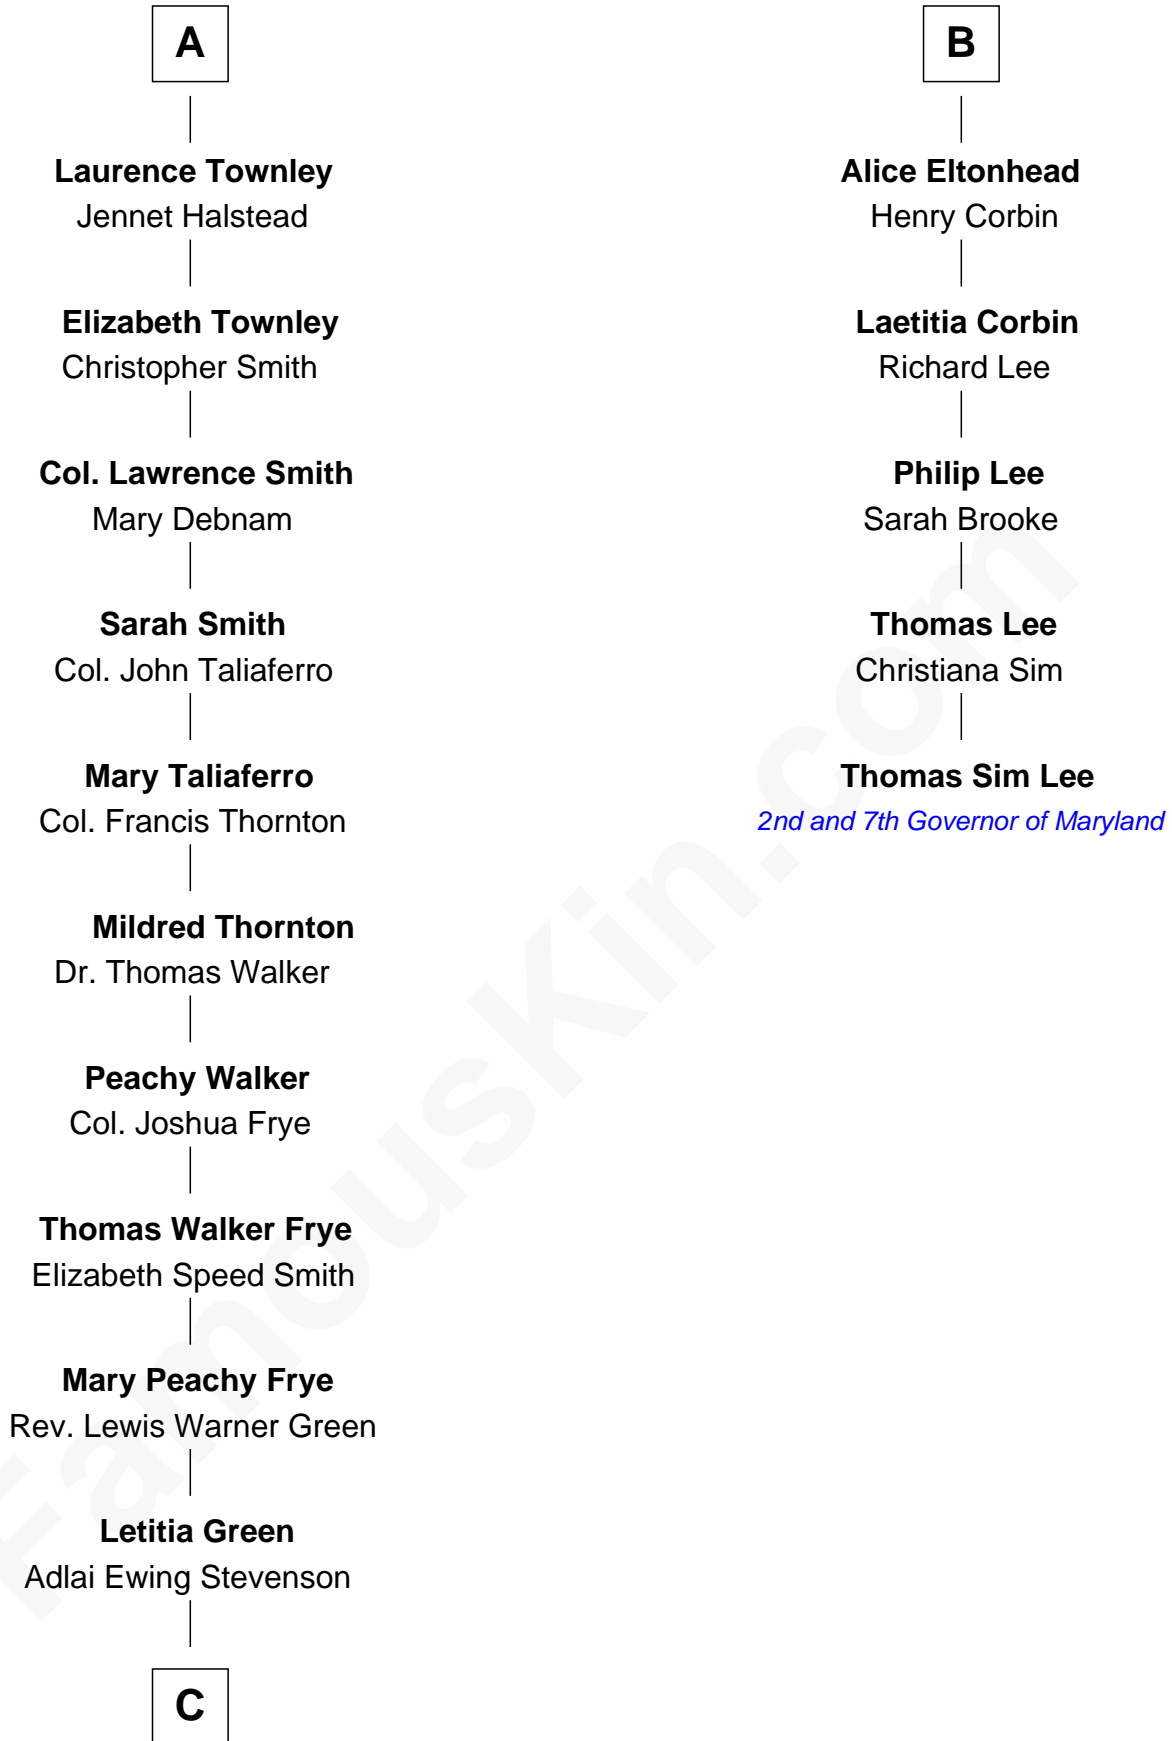 A
Laurence Townley
Jennet Halstead
Elizabeth Townley
Christopher Smith
Col. Lawrence Smith
Mary Debnam
Sarah Smith
Col. John Taliaferro
Mary Taliaferro
Col. Francis Thornton
Mildred Thornton
Dr. Thomas Walker
Peachy Walker
Col. Joshua Frye
Thomas Walker Frye
Elizabeth Speed Smith
Mary Peachy Frye
Rev. Lewis Warner Green
Letitia Green
Adlai Ewing Stevenson
C
B
Alice Eltonhead
Henry Corbin
Laetitia Corbin
Richard Lee
Philip Lee
Sarah Brooke
Thomas Lee
Christiana Sim
Thomas Sim Lee
2nd and 7th Governor of Maryland
FamousKin.com